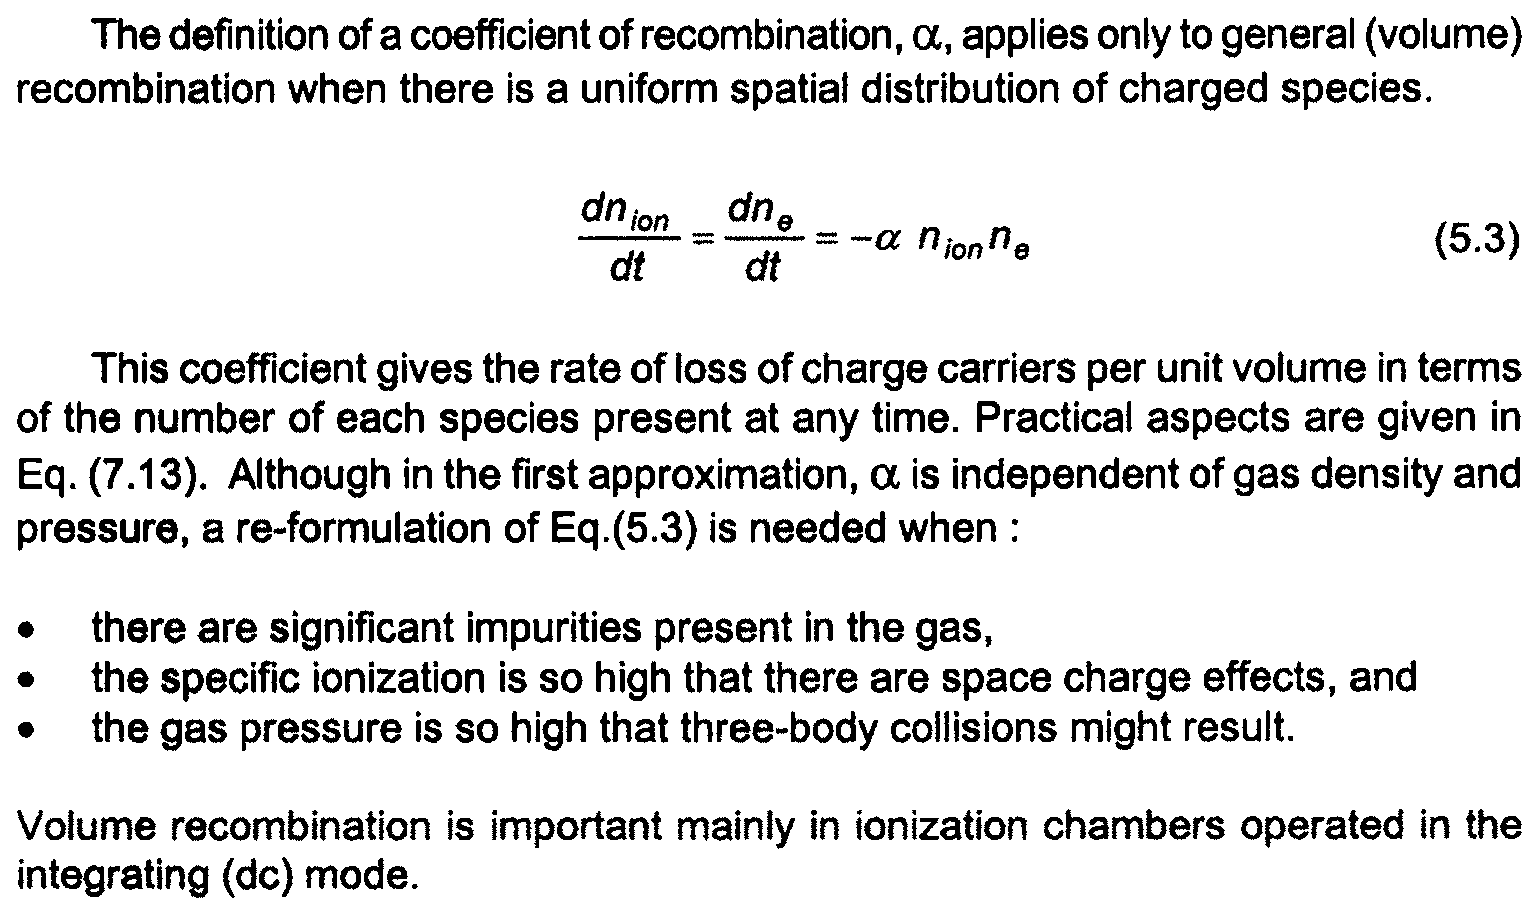 The definition of a coefficient of recombination, α, applies only to general (volume)
recombination when there is a uniform spatial distribution of charged species.
dn_ion/dt = dn_e/dt = −α n_ion n_e (5.3)
This coefficient gives the rate of loss of charge carriers per unit volume in terms
of the number of each species present at any time. Practical aspects are given in
Eq. (7.13). Although in the first approximation, α is independent of gas density and
pressure, a re-formulation of Eq.(5.3) is needed when :
• there are significant impurities present in the gas,
• the specific ionization is so high that there are space charge effects, and
• the gas pressure is so high that three-body collisions might result.
Volume recombination is important mainly in ionization chambers operated in the
integrating (dc) mode.